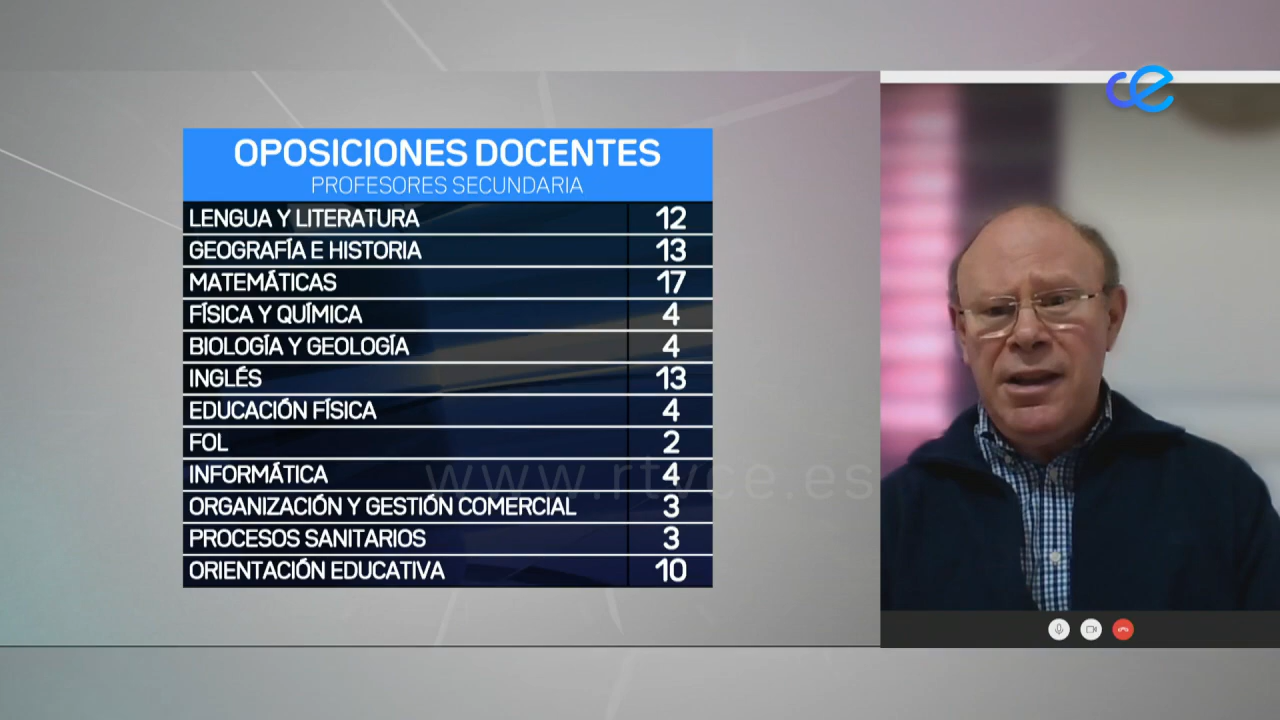 OPOSICIONES DOCENTES
PROFESORES SECUNDARIA
LENGUA Y LITERATURA 12
GEOGRAFÍA E HISTORIA 13
MATEMÁTICAS 17
FÍSICA Y QUÍMICA 4
BIOLOGÍA Y GEOLOGÍA 4
INGLÉS 13
EDUCACIÓN FÍSICA 4
FOL 2
INFORMÁTICA 4
ORGANIZACIÓN Y GESTIÓN COMERCIAL 3
PROCESOS SANITARIOS 3
ORIENTACIÓN EDUCATIVA 10
www.rtvce.es
ce